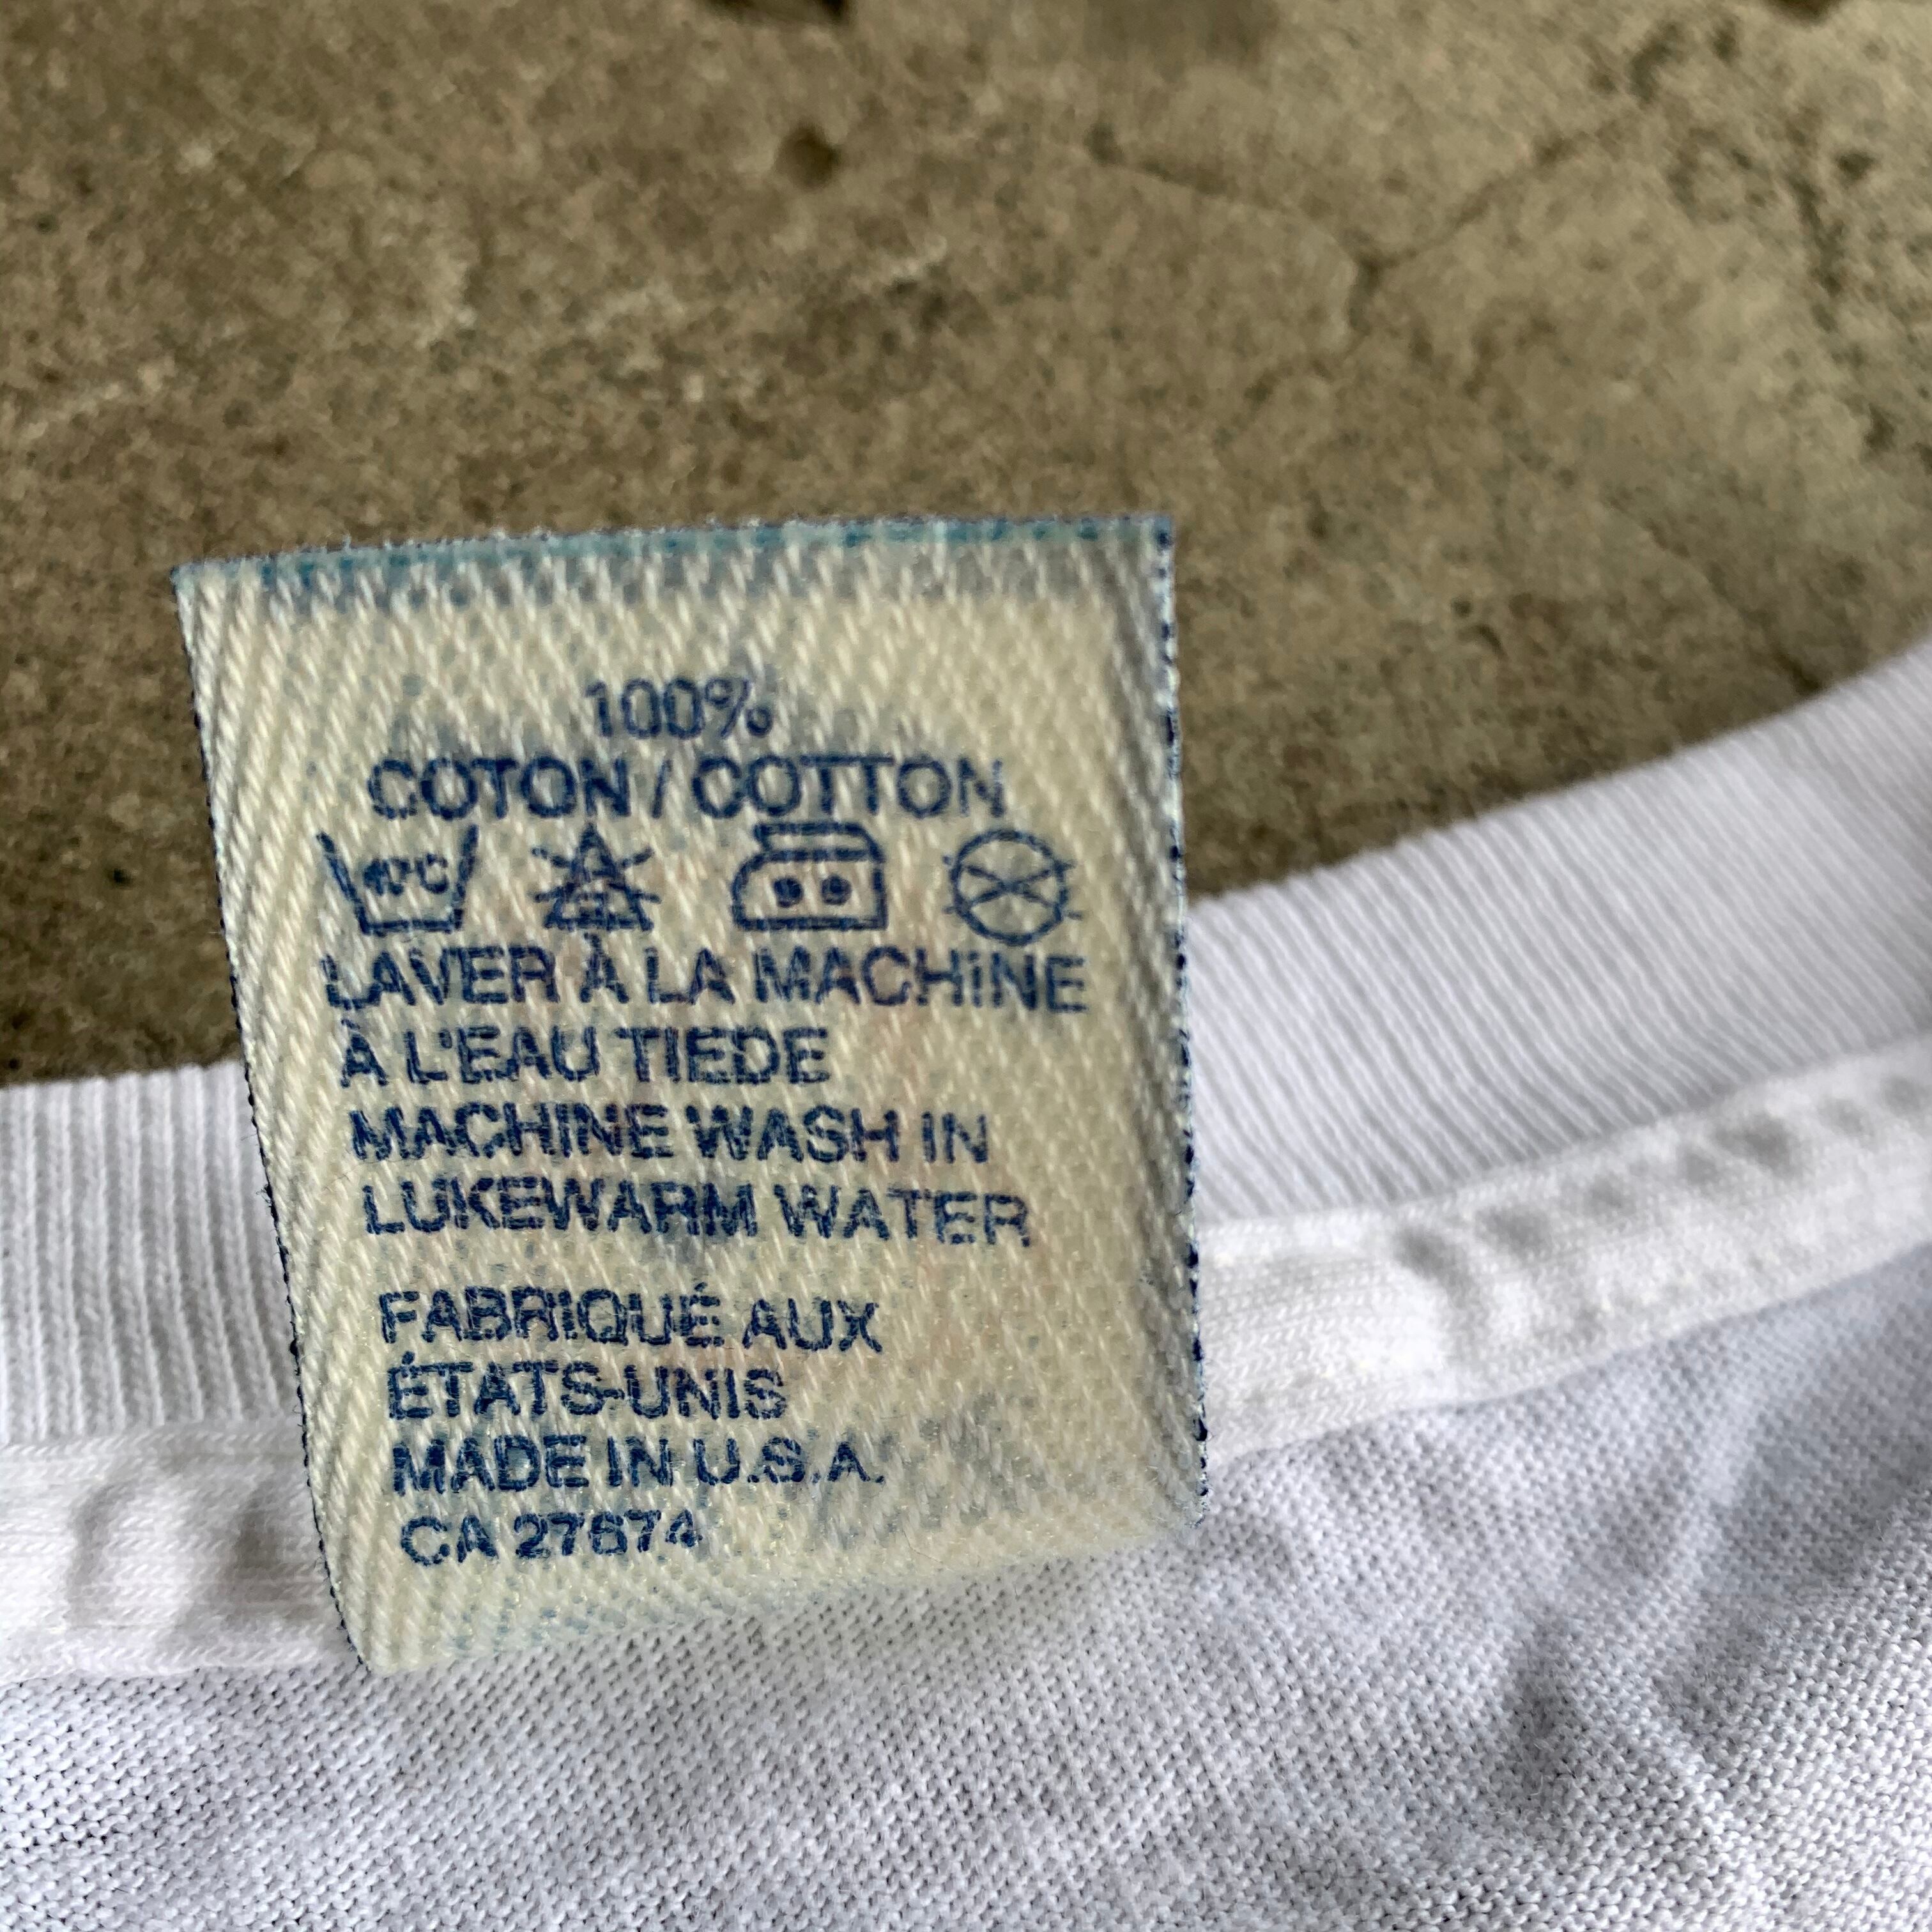 100%
COTON / COTTON
40°C
LAVER À LA MACHINE
À L'EAU TIEDE
MACHINE WASH IN
LUKEWARM WATER
FABRIQUÉ AUX
ÉTATS-UNIS
MADE IN U.S.A.
CA 27674